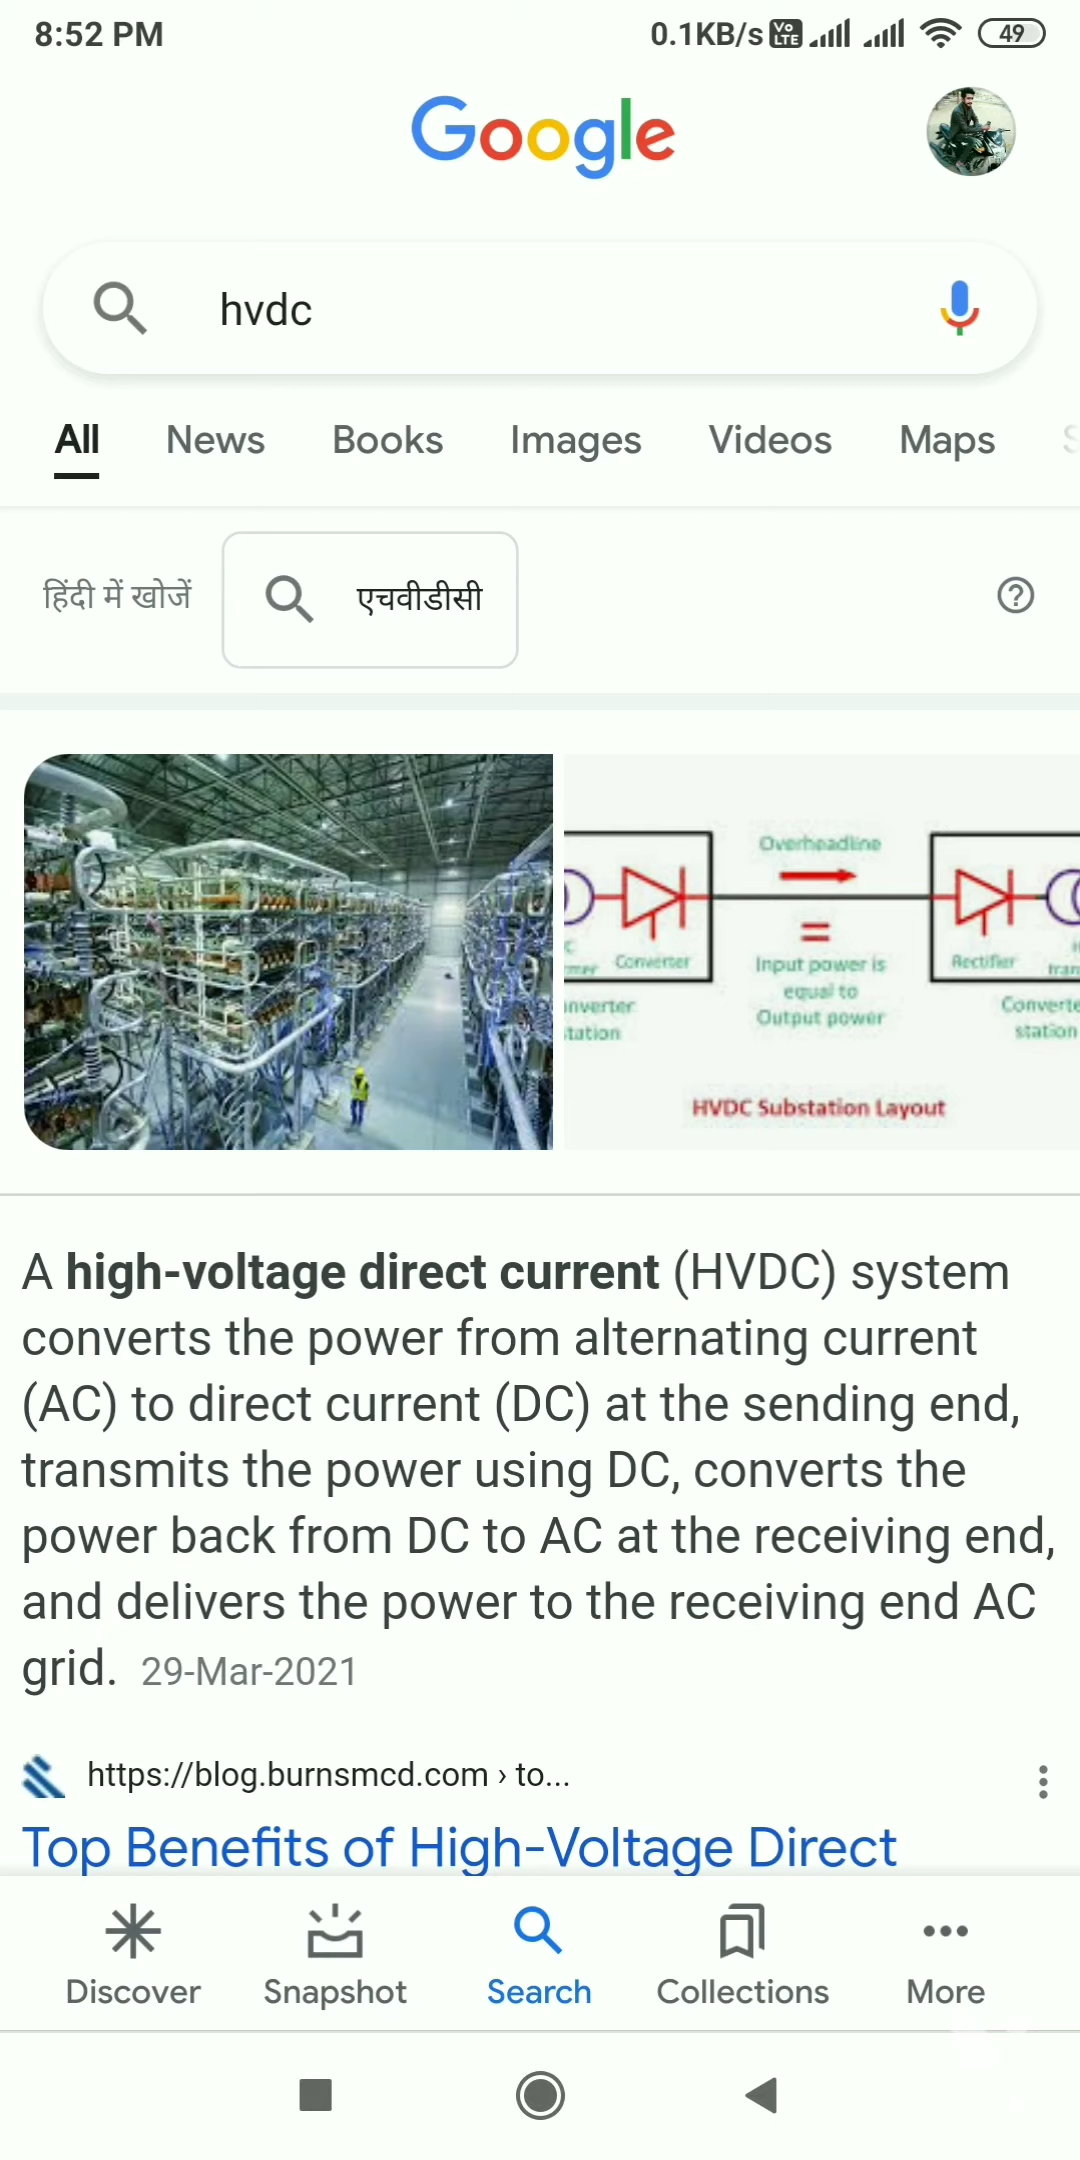 8:52 PM
0.1KB/s Vo LTE 49
Google
hvdc
All News Books Images Videos Maps S
हिंदी में खोजें एचवीडीसी
Overheadline
Converter
Rectifier
Input power is
equal to
Output power
nverter
tation
Converte
station
HVDC Substation Layout
A high-voltage direct current (HVDC) system
converts the power from alternating current
(AC) to direct current (DC) at the sending end,
transmits the power using DC, converts the
power back from DC to AC at the receiving end,
and delivers the power to the receiving end AC
grid. 29-Mar-2021
https://blog.burnsmcd.com › to...
Top Benefits of High-Voltage Direct
Discover Snapshot Search Collections More